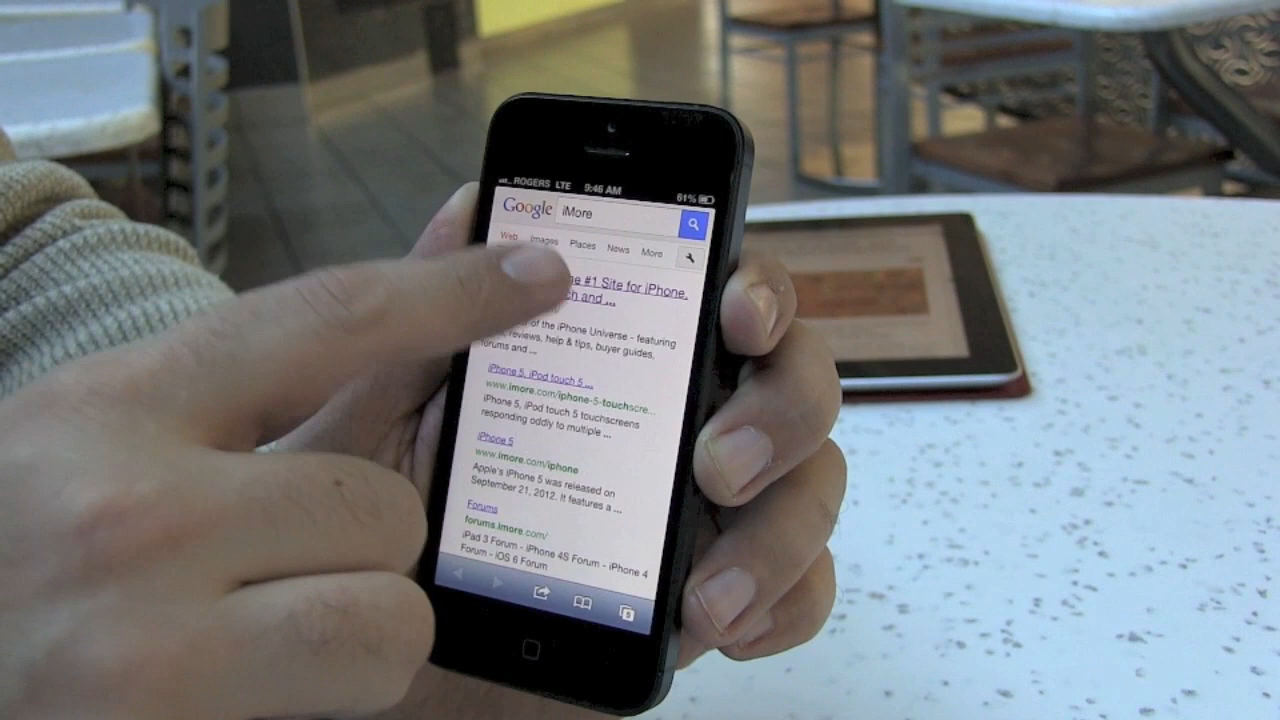 ROGERS LTE 9:46 AM 61%
Google iMore
Web Images Places News More
#1 Site for iPhone,
and ...
of the iPhone Universe - featuring
reviews, help & tips, buyer guides,
forums and ...
iPhone 5, iPod touch 5 ...
www.imore.com/iphone-5-touchscre...
iPhone 5, iPod touch 5 touchscreens
responding oddly to multiple ...
iPhone 5
www.imore.com/iphone
Apple's iPhone 5 was released on
September 21, 2012. It features a ...
Forums
forums.imore.com/
iPad 3 Forum - iPhone 4S Forum - iPhone 4
Forum - iOS 6 Forum